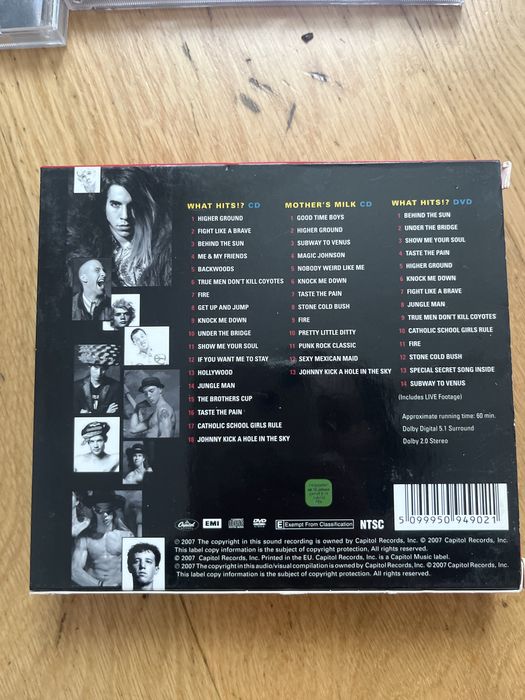 WHAT HITS!? CD
1 HIGHER GROUND
2 FIGHT LIKE A BRAVE
3 BEHIND THE SUN
4 ME & MY FRIENDS
5 BACKWOODS
6 TRUE MEN DON'T KILL COYOTES
7 FIRE
8 GET UP AND JUMP
9 KNOCK ME DOWN
10 UNDER THE BRIDGE
11 SHOW ME YOUR SOUL
12 IF YOU WANT ME TO STAY
13 HOLLYWOOD
14 JUNGLE MAN
15 THE BROTHERS CUP
16 TASTE THE PAIN
17 CATHOLIC SCHOOL GIRLS RULE
18 JOHNNY KICK A HOLE IN THE SKY
MOTHER'S MILK CD
1 GOOD TIME BOYS
2 HIGHER GROUND
3 SUBWAY TO VENUS
4 MAGIC JOHNSON
5 NOBODY WEIRD LIKE ME
6 KNOCK ME DOWN
7 TASTE THE PAIN
8 STONE COLD BUSH
9 FIRE
10 PRETTY LITTLE DITTY
11 PUNK ROCK CLASSIC
12 SEXY MEXICAN MAID
13 JOHNNY KICK A HOLE IN THE SKY
WHAT HITS!? DVD
1 BEHIND THE SUN
2 UNDER THE BRIDGE
3 SHOW ME YOUR SOUL
4 TASTE THE PAIN
5 HIGHER GROUND
6 KNOCK ME DOWN
7 FIGHT LIKE A BRAVE
8 JUNGLE MAN
9 TRUE MEN DON'T KILL COYOTES
10 CATHOLIC SCHOOL GIRLS RULE
11 FIRE
12 STONE COLD BUSH
13 SPECIAL SECRET SONG INSIDE
14 SUBWAY TO VENUS
(Includes LIVE Footage)
Approximate running time: 60 min.
Dolby Digital 5.1 Surround
Dolby 2.0 Stereo
Capitol EMI DVD E Exempt From Classification NTSC
5 099950 949021
℗ 2007 The copyright in this sound recording is owned by Capitol Records, Inc. © 2007 Capitol Records, Inc.
This label copy information is the subject of copyright protection. All rights reserved.
© 2007 Capitol Records, Inc. Printed in the EU. Capitol Records, Inc. is a Capitol Music label.
℗ 2007 The copyright in this audio/visual compilation is owned by Capitol Records, Inc. © 2007 Capitol Records, Inc.
This label copy information is the subject of copyright protection. All rights reserved.